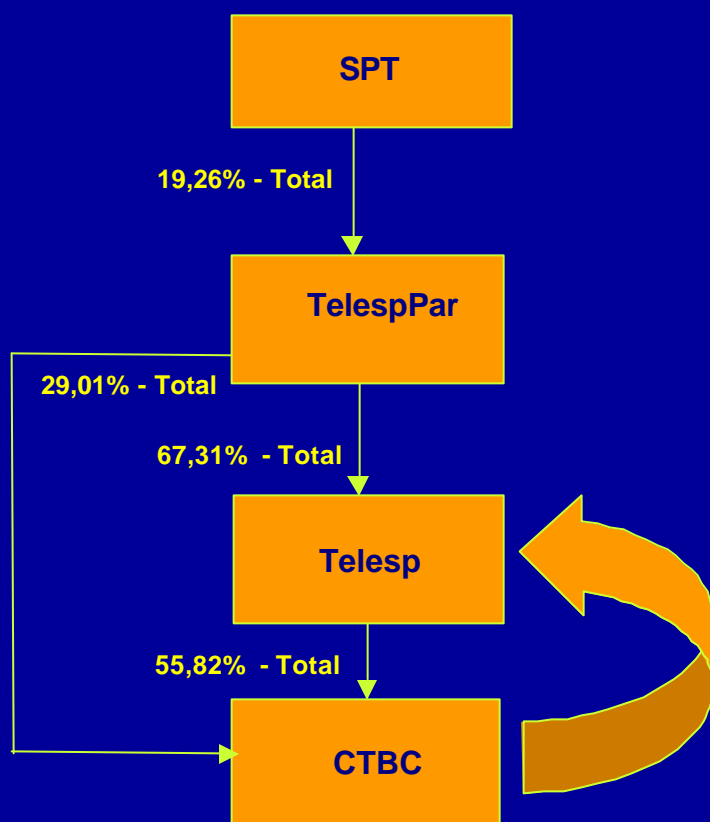 SPT
19,26% - Total
TelespPar
29,01% - Total
67,31% - Total
Telesp
55,82% - Total
CTBC